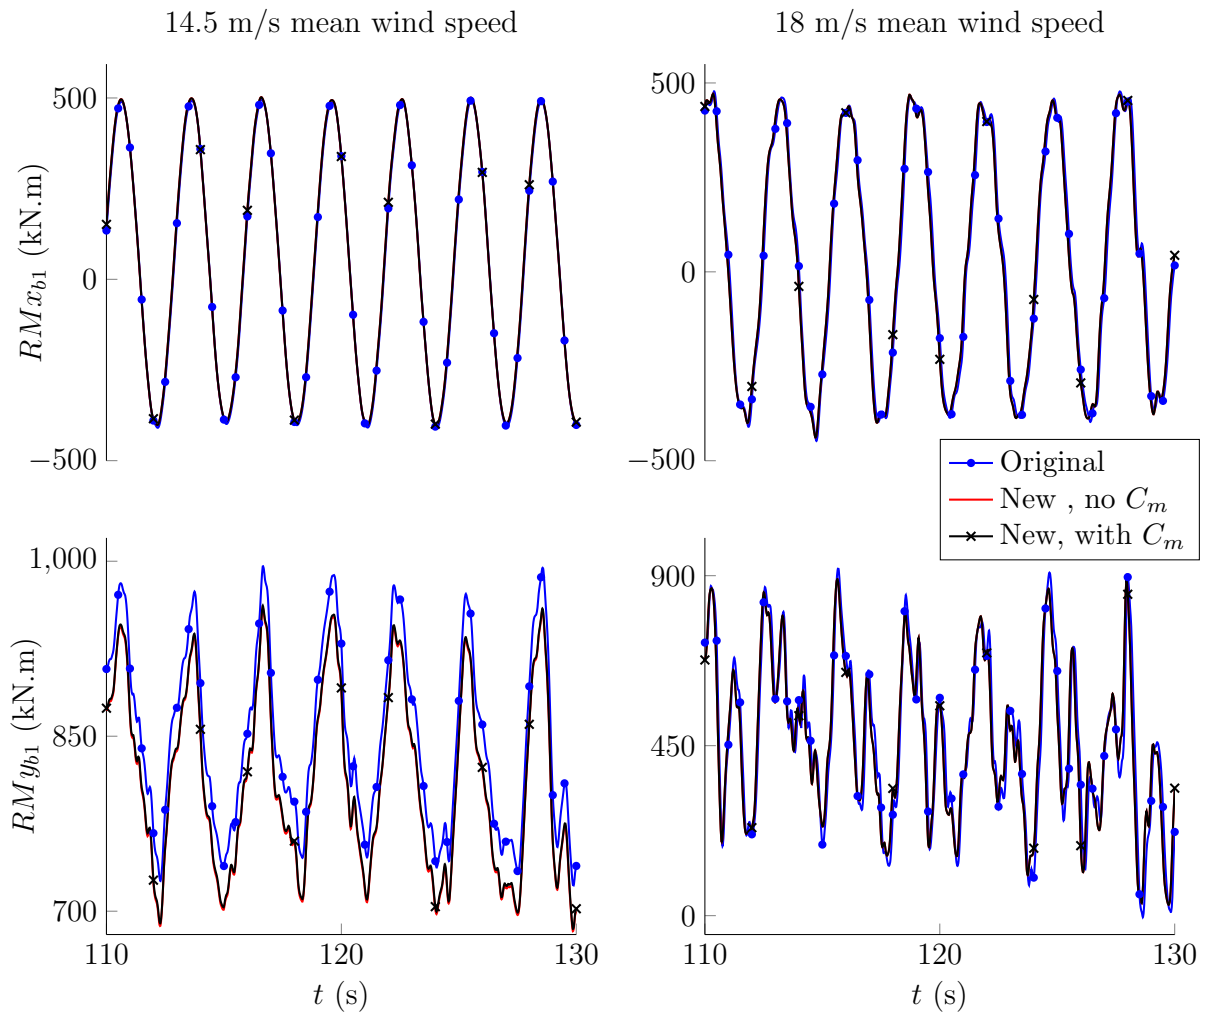 14.5 m/s mean wind speed
18 m/s mean wind speed
500
0
−500
RMx_b1 (kN.m)
500
0
−500
Original
New , no C_m
New, with C_m
1,000
850
700
RMy_b1 (kN.m)
900
450
0
110 120 130
t (s)
110 120 130
t (s)